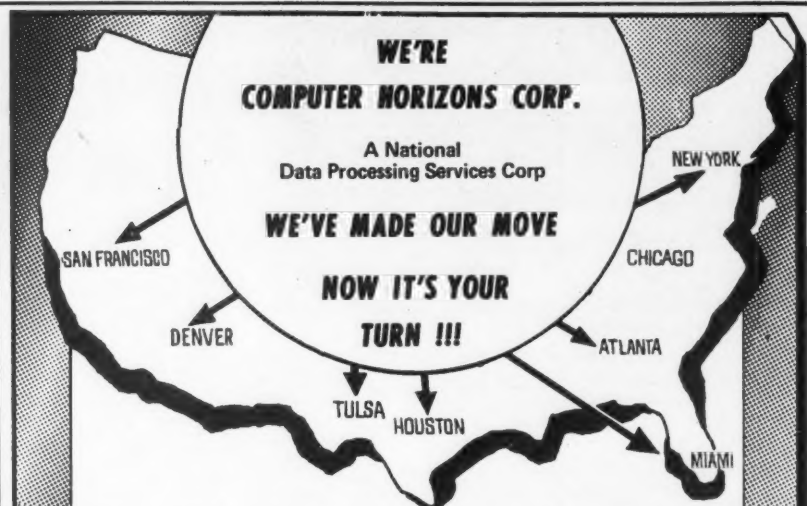 WE'RE
COMPUTER HORIZONS CORP.
A National
Data Processing Services Corp
WE'VE MADE OUR MOVE
NOW IT'S YOUR
TURN !!!
NEW YORK
SAN FRANCISCO
CHICAGO
DENVER
ATLANTA
TULSA
HOUSTON
MIAMI